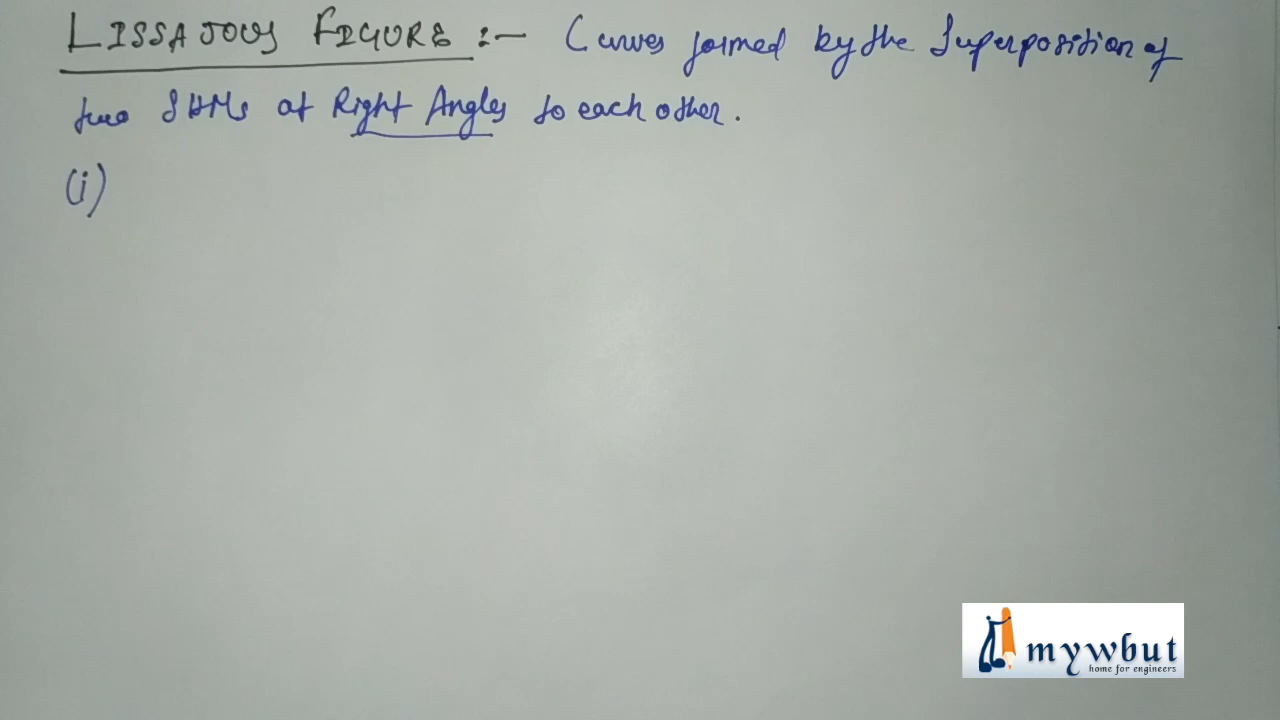 LISSAJOUS FIGURE :- Curves formed by the Superposition of
two SHMs at Right Angles to each other.
(i)
mywbut
home for engineers